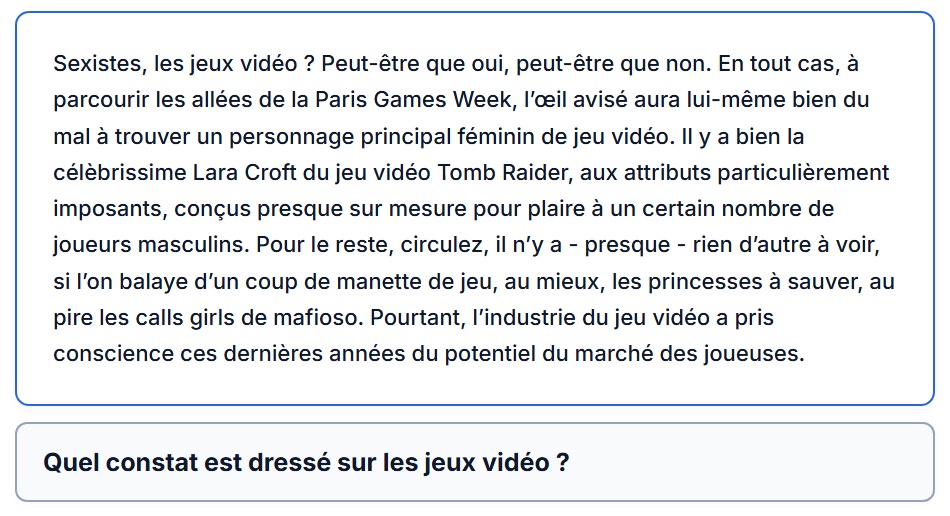 Sexistes, les jeux vidéo ? Peut-être que oui, peut-être que non. En tout cas, à
parcourir les allées de la Paris Games Week, l’œil avisé aura lui-même bien du
mal à trouver un personnage principal féminin de jeu vidéo. Il y a bien la
célèbrissime Lara Croft du jeu vidéo Tomb Raider, aux attributs particulièrement
imposants, conçus presque sur mesure pour plaire à un certain nombre de
joueurs masculins. Pour le reste, circulez, il n’y a - presque - rien d’autre à voir,
si l’on balaye d’un coup de manette de jeu, au mieux, les princesses à sauver, au
pire les calls girls de mafioso. Pourtant, l’industrie du jeu vidéo a pris
conscience ces dernières années du potentiel du marché des joueuses.
Quel constat est dressé sur les jeux vidéo ?